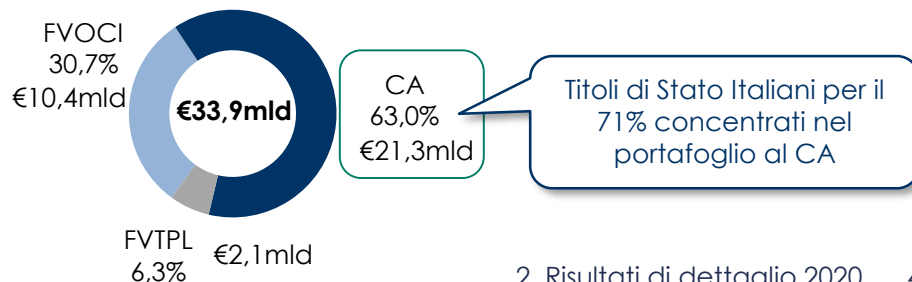 FVOCI
30,7%
€10,4mld
€33,9mld
CA
63,0%
€21,3mld
Titoli di Stato Italiani per il
71% concentrati nel
portafoglio al CA
FVTPL
6,3%
€2,1mld
2. Risultati di dettaglio 2020